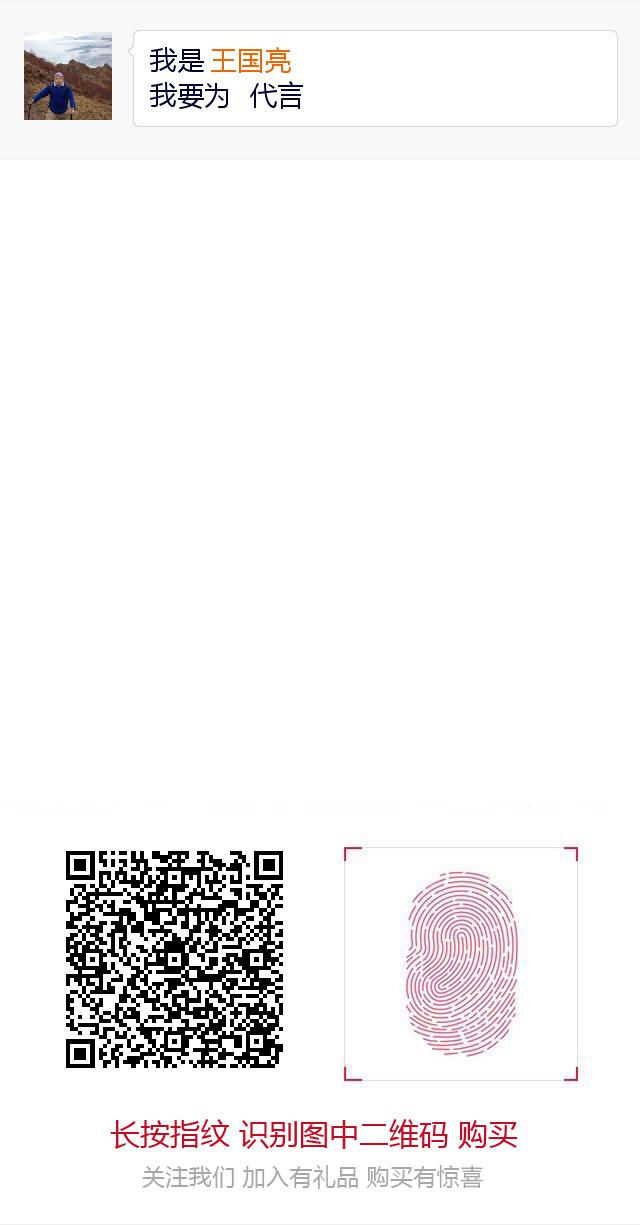 我是 王国亮
我要为 代言
长按指纹 识别图中二维码 购买
关注我们 加入有礼品 购买有惊喜